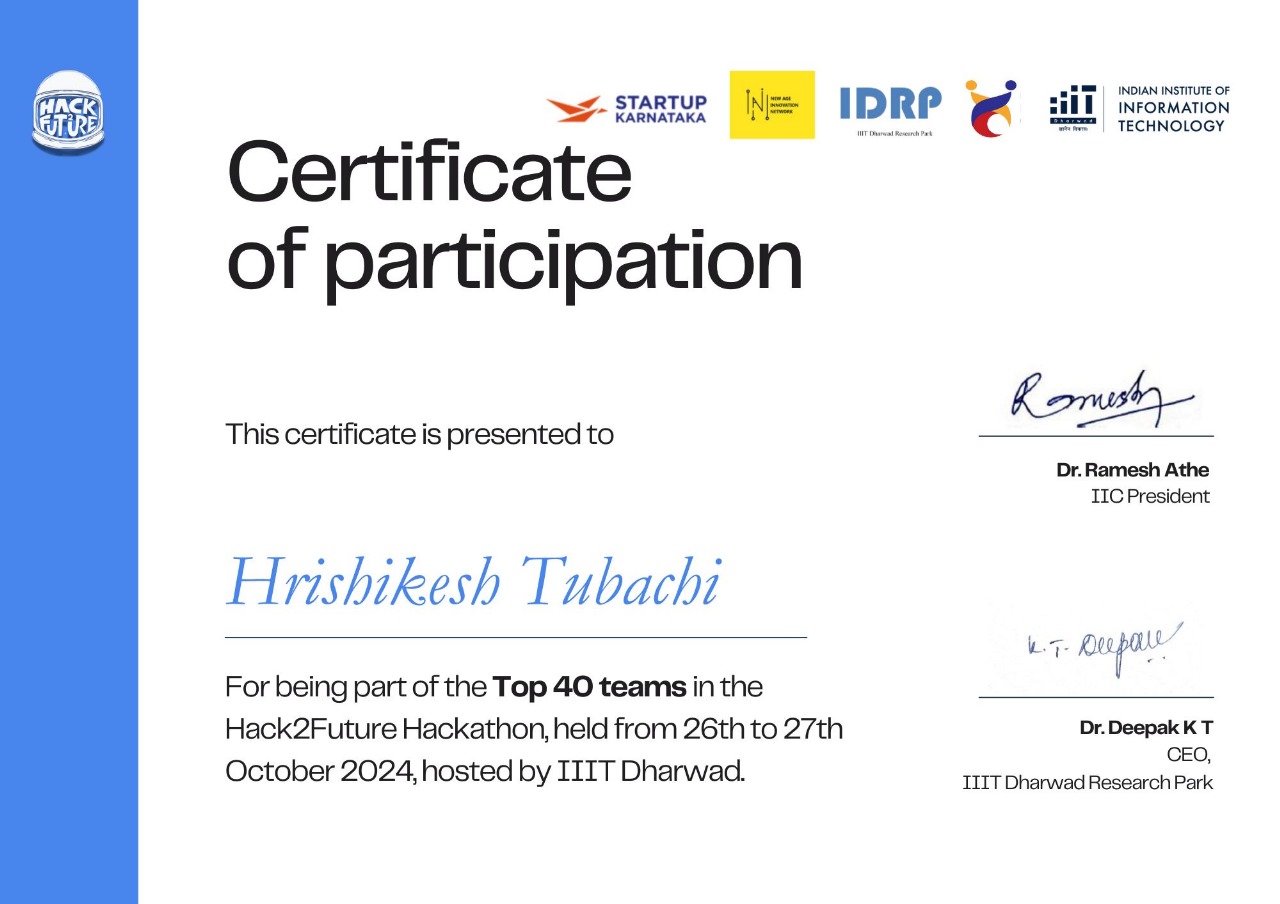 HACK
FUTURE
STARTUP
KARNATAKA
N
NEW AGE
INNOVATION
NETWORK
IDRP
IIIT Dharwad Research Park
IIIT
Dharwad
ज्ञानेन विकासः
INDIAN INSTITUTE OF
INFORMATION
TECHNOLOGY
Certificate
of participation
This certificate is presented to
Hrishikesh Tubachi
For being part of the Top 40 teams in the
Hack2Future Hackathon, held from 26th to 27th
October 2024, hosted by IIIT Dharwad.
Ramesh
Dr. Ramesh Athe
IIC President
K. T. Deepak
Dr. Deepak K T
CEO,
IIIT Dharwad Research Park